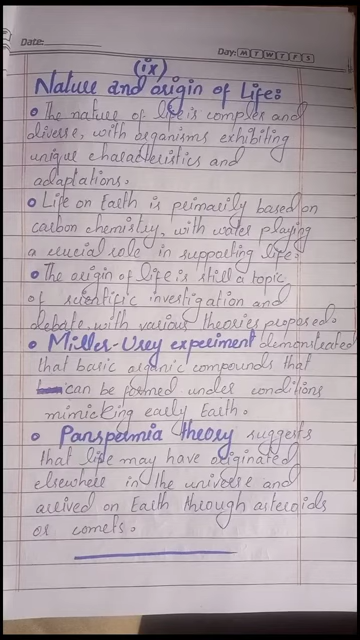 Date:
Day: M T W T F S
(ix)
Nature and origin of Life:
• The nature of life is complex and
diverse, with organisms exhibiting
unique characteristics and
adaptations.
• Life on Earth is primarily based on
carbon chemistry, with water playing
a crucial role in supporting life.
• The origin of life is still a topic
of scientific investigation and
debate, with various theories proposed.
• Miller-Urey experiment demonstrated
that basic organic compounds that
can be formed under conditions
mimicking early Earth.
• Panspermia theory suggests
that life may have originated
elsewhere in the universe and
arrived on Earth through asteroids
or comets.